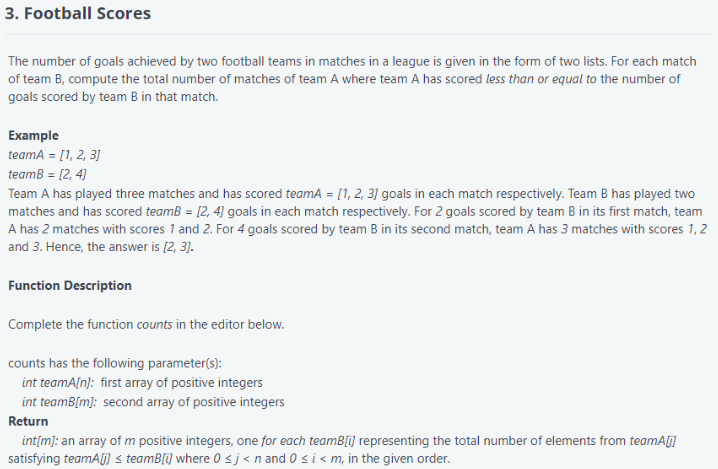 3. Football Scores
The number of goals achieved by two football teams in matches in a league is given in the form of two lists. For each match
of team B, compute the total number of matches of team A where team A has scored less than or equal to the number of
goals scored by team B in that match.
Example
teamA = [1, 2, 3]
teamB = [2, 4]
Team A has played three matches and has scored teamA = [1, 2, 3] goals in each match respectively. Team B has played two
matches and has scored teamB = [2, 4] goals in each match respectively. For 2 goals scored by team B in its first match, team
A has 2 matches with scores 1 and 2. For 4 goals scored by team B in its second match, team A has 3 matches with scores 1, 2
and 3. Hence, the answer is [2, 3].
Function Description
Complete the function counts in the editor below.
counts has the following parameter(s):
int teamA[n]: first array of positive integers
int teamB[m]: second array of positive integers
Return
int[m]: an array of m positive integers, one for each teamB[i] representing the total number of elements from teamA[j]
satisfying teamA[j] ≤ teamB[i] where 0 ≤ j < n and 0 ≤ i < m, in the given order.